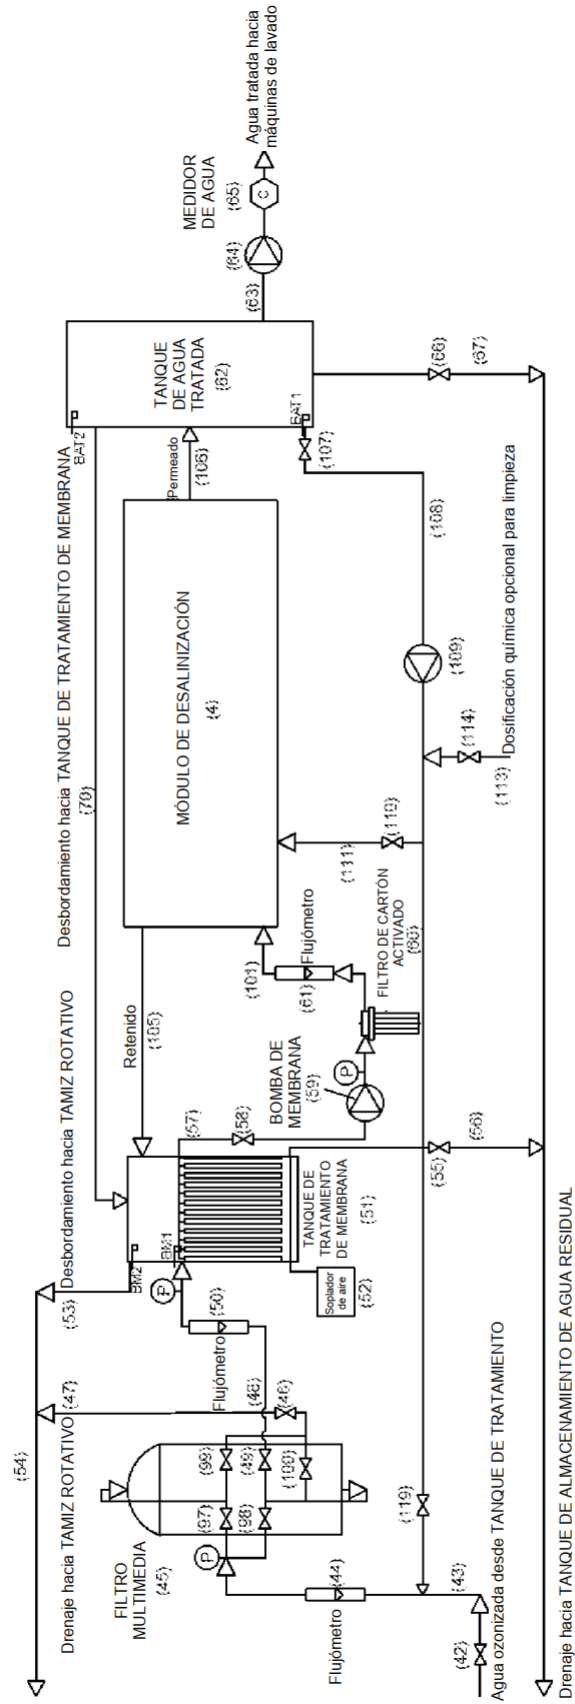 Agua tratada hacia
máquinas de lavado
MEDIDOR
DE AGUA
(65)
C
(64)
(63)
TANQUE
DE AGUA
TRATADA
(62)
BAT2
BAT1
(66)
(67)
(107)
(108)
Permeado
(106)
Desbordamiento hacia TANQUE DE TRATAMIENTO DE MEMBRANA
(70)
MÓDULO DE DESALINIZACIÓN
(4)
(109)
Dosificación química opcional para limpieza
(114)
(113)
(110)
(111)
Flujómetro
(61)
(101)
FILTRO DE CARTÓN
ACTIVADO
(60)
Retenido
(105)
BOMBA DE
MEMBRANA
(59)
P
(57)
(58)
Desbordamiento hacia TAMIZ ROTATIVO
(53)
BM2
BM1
TANQUE DE
TRATAMIENTO
DE MEMBRANA
(51)
(55)
(56)
Soplador
de aire
(52)
P
(50)
Flujómetro
(54)
Drenaje hacia TAMIZ ROTATIVO
(47)
(48)
(46)
(99)
(49)
(100)
(97)
(98)
P
FILTRO
MULTIMEDIA
(45)
(119)
(44)
Flujómetro
(43)
(42)
Agua ozonizada desde TANQUE DE TRATAMIENTO
Drenaje hacia TANQUE DE ALMACENAMIENTO DE AGUA RESIDUAL